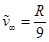 ṽ∞ = R/9